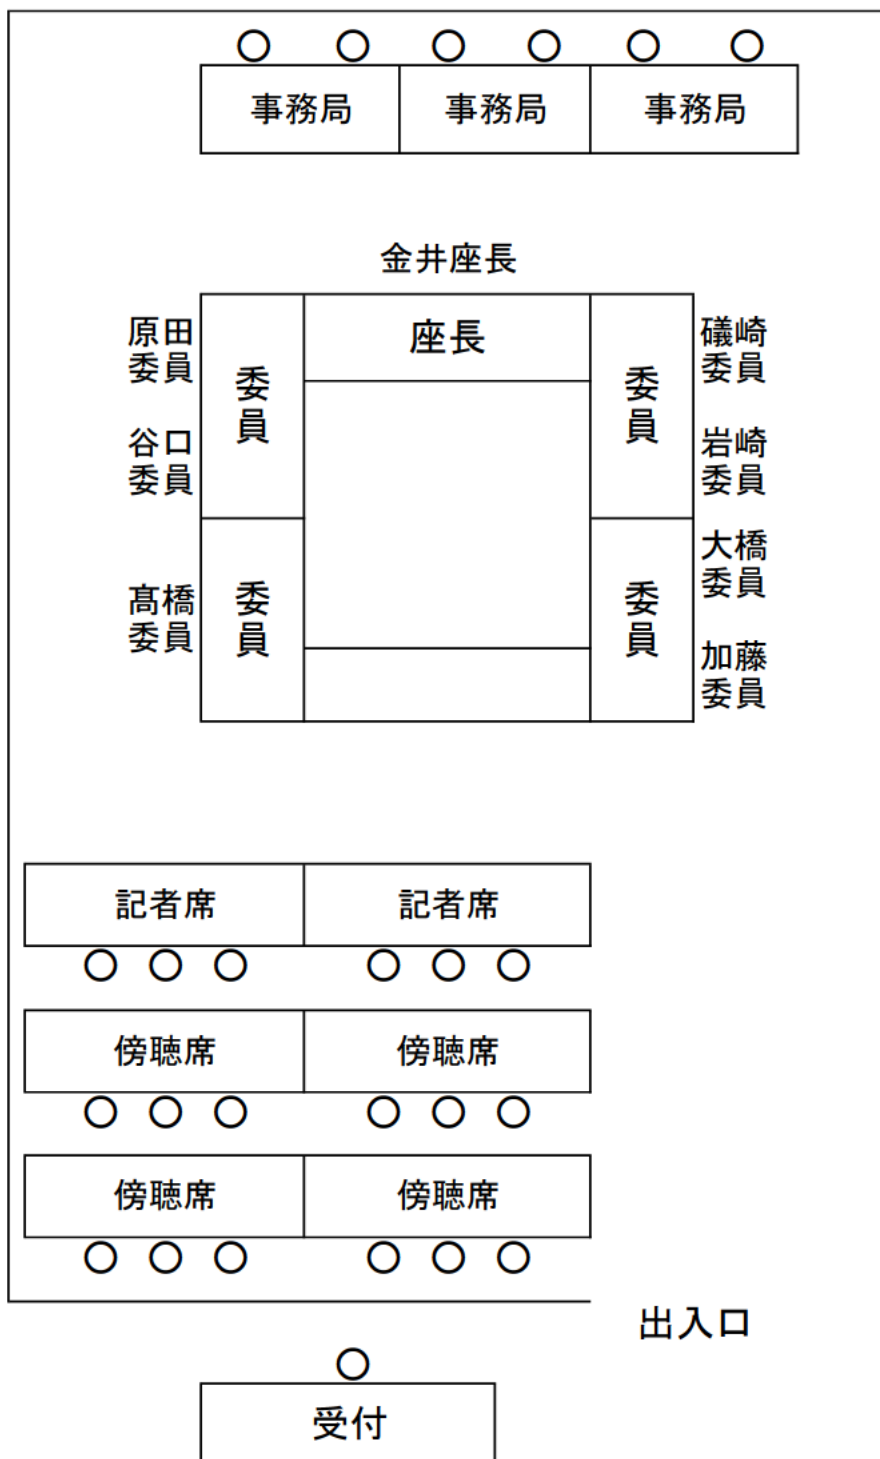 事務局 事務局 事務局
金井座長
座長
原田
委員
谷口
委員
髙橋
委員
委員
委員
委員
委員
礒崎
委員
岩崎
委員
大橋
委員
加藤
委員
記者席 記者席
傍聴席 傍聴席
傍聴席 傍聴席
出入口
受付